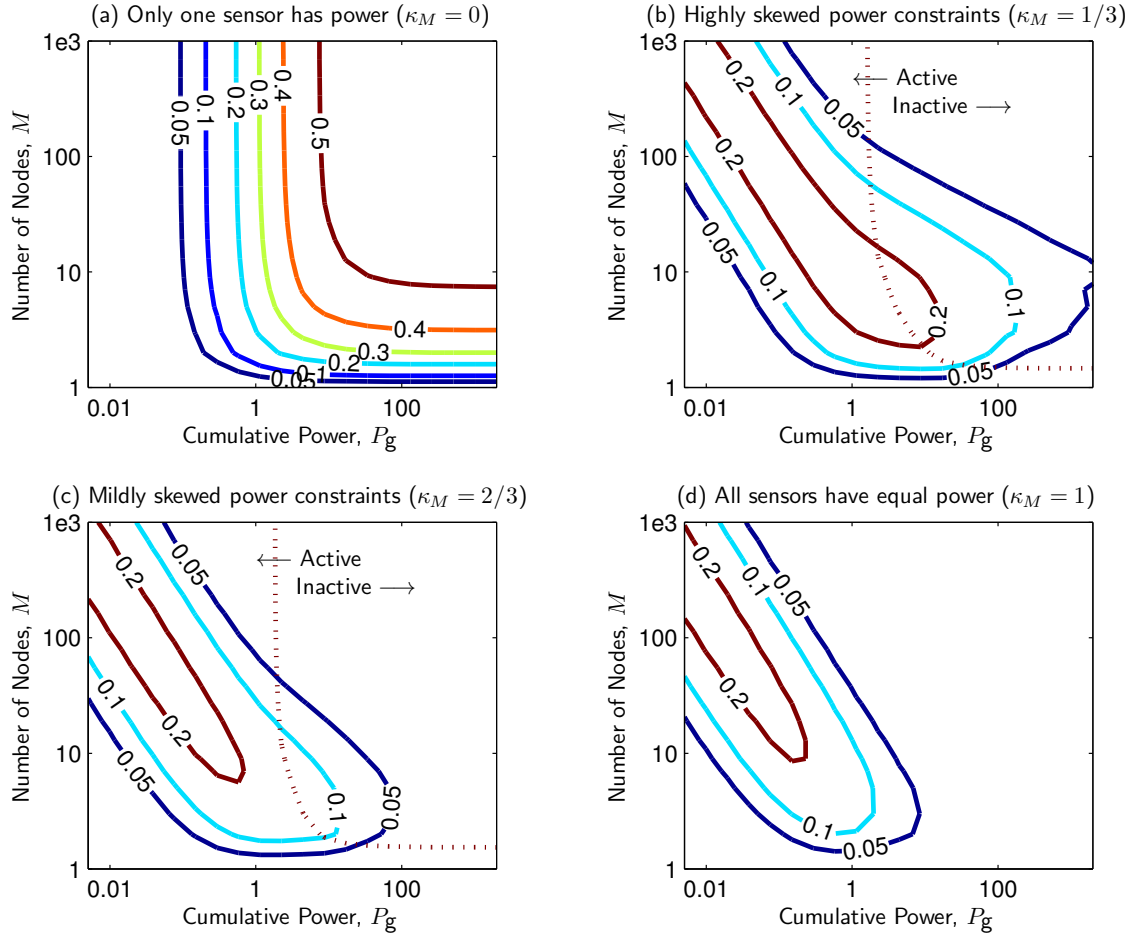 (a) Only one sensor has power (κ_M = 0)
1e3
100
10
1
Number of Nodes, M
0.05
0.1
0.2
0.3
0.4
0.5
0.4
0.3
0.2
0.1
0.05
0.01
1
100
Cumulative Power, P_g
(b) Highly skewed power constraints (κ_M = 1/3)
1e3
100
10
1
Number of Nodes, M
⟵ Active
Inactive ⟶
0.2
0.1
0.05
0.2
0.05
0.1
0.1
0.2
0.05
0.01
1
100
Cumulative Power, P_g
(c) Mildly skewed power constraints (κ_M = 2/3)
1e3
100
10
1
Number of Nodes, M
⟵ Active
Inactive ⟶
0.05
0.2
0.1
0.2
0.05
0.1
0.05
0.01
1
100
Cumulative Power, P_g
(d) All sensors have equal power (κ_M = 1)
1e3
100
10
1
Number of Nodes, M
0.2
0.1
0.05
0.2
0.1
0.05
0.01
1
100
Cumulative Power, P_g